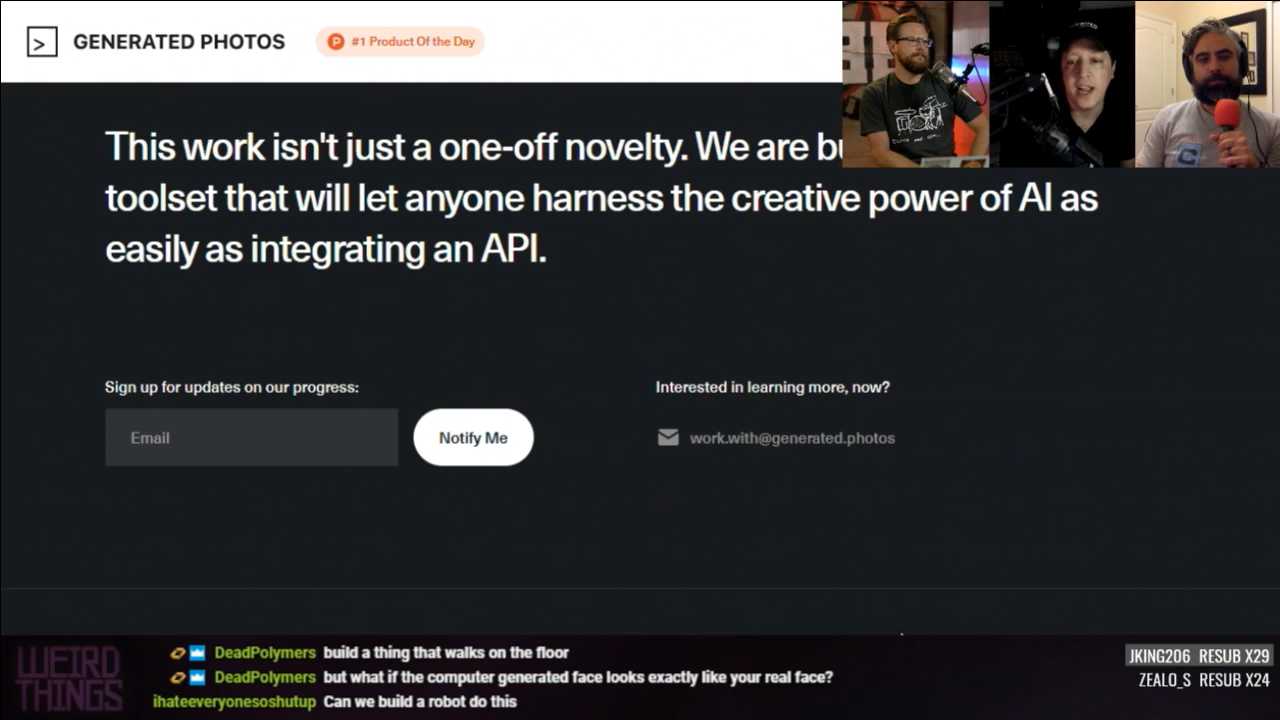 GENERATED PHOTOS
#1 Product Of the Day
This work isn't just a one-off novelty. We are
toolset that will let anyone harness the creative power of AI as
easily as integrating an API.
Sign up for updates on our progress:
Interested in learning more, now?
Email
Notify Me
work.with@generated.photos
WEIRD
THINGS
DeadPolymers build a thing that walks on the floor
DeadPolymers but what if the computer generated face looks exactly like your real face?
ihateeveryonesoshutup Can we build a robot do this
JKING206 RESUB X29
ZEALO_S RESUB X24